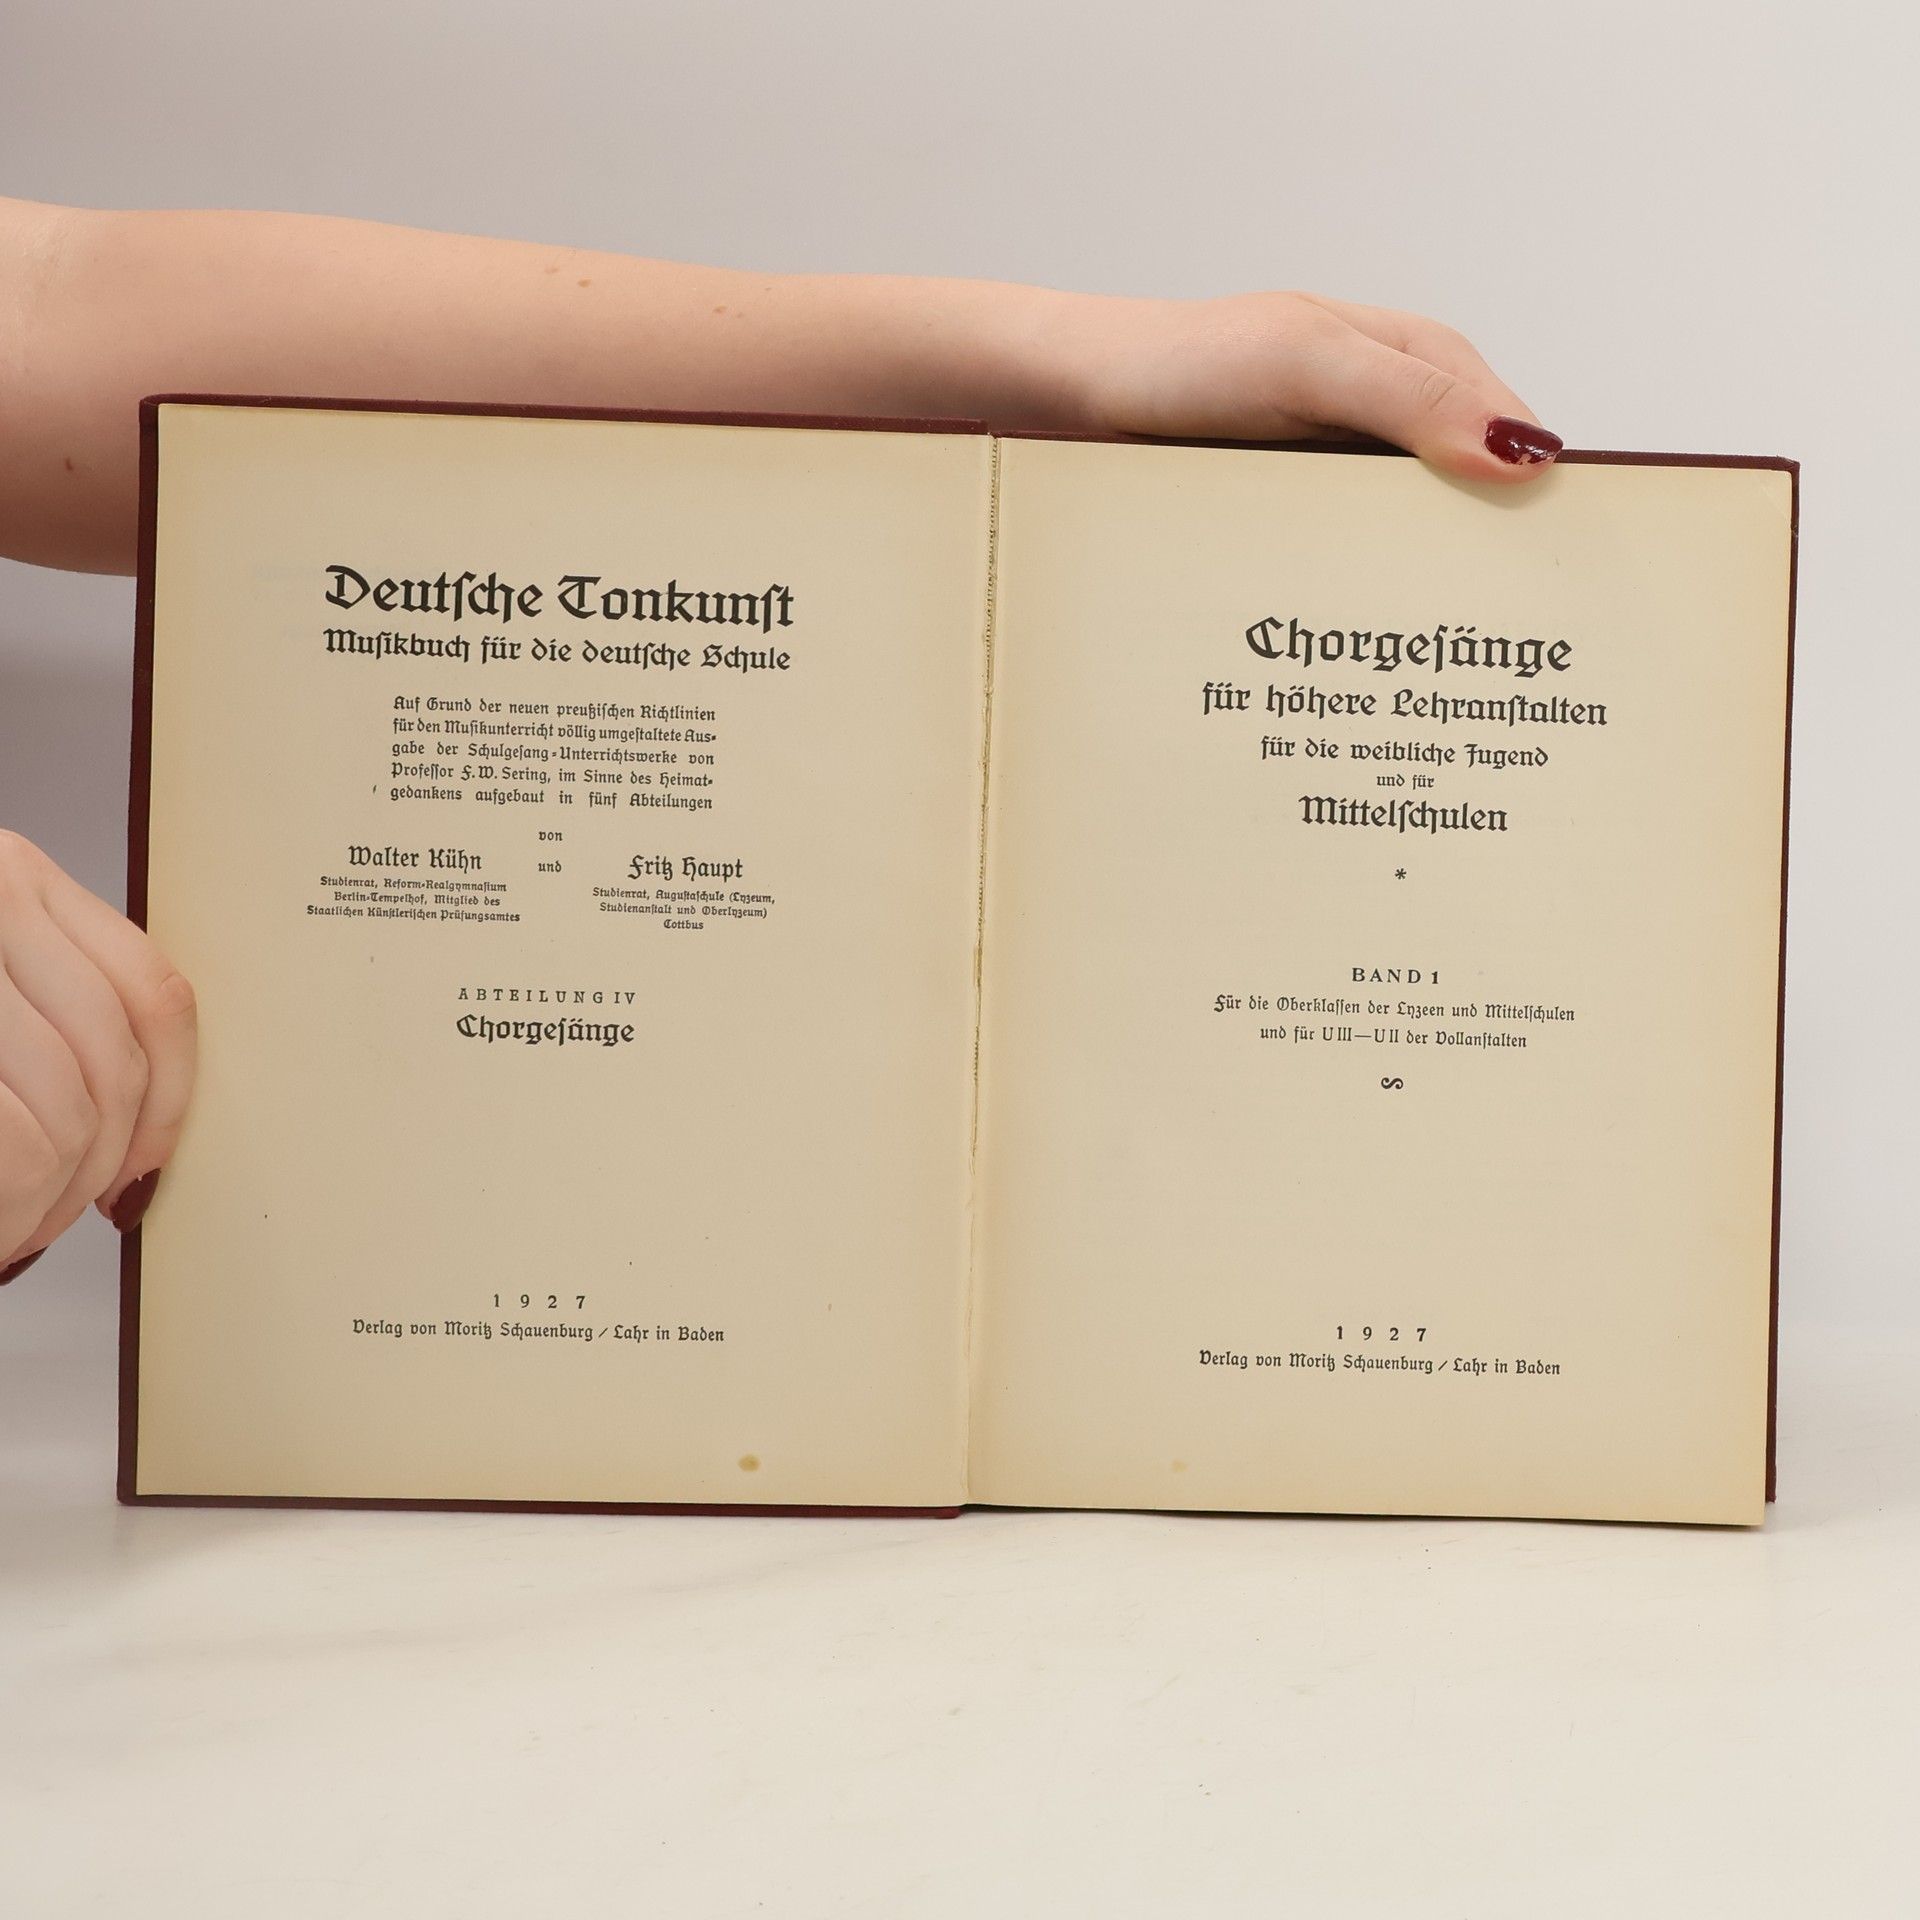 Deutſche Tonkunſt
Muſikbuch für die deutſche Schule
Auf Grund der neuen preußiſchen Richtlinien
für den Muſikunterricht völlig umgeſtaltete Aus-
gabe der Schulgeſang-Unterrichtswerke von
Profeſſor F. W. Sering, im Sinne des Heimat-
gedankens aufgebaut in fünf Abteilungen
von
Walter Kühn
und
Fritz Haupt
Studienrat, Reform-Realgymnaſium
Berlin-Tempelhof, Mitglied des
Staatlichen Künſtleriſchen Prüfungsamtes
Studienrat, Auguſtaſchule (Lyzeum,
Studienanſtalt und Oberlyzeum)
Cottbus
ABTEILUNG IV
Chorgeſänge
1927
Verlag von Moritz Schauenburg / Lahr in Baden
Chorgeſänge
für höhere Lehranſtalten
für die weibliche Jugend
und für
Mittelſchulen
*
BAND 1
Für die Oberklaſſen der Lyzeen und Mittelſchulen
und für U III—U II der Vollanſtalten
1927
Verlag von Moritz Schauenburg / Lahr in Baden